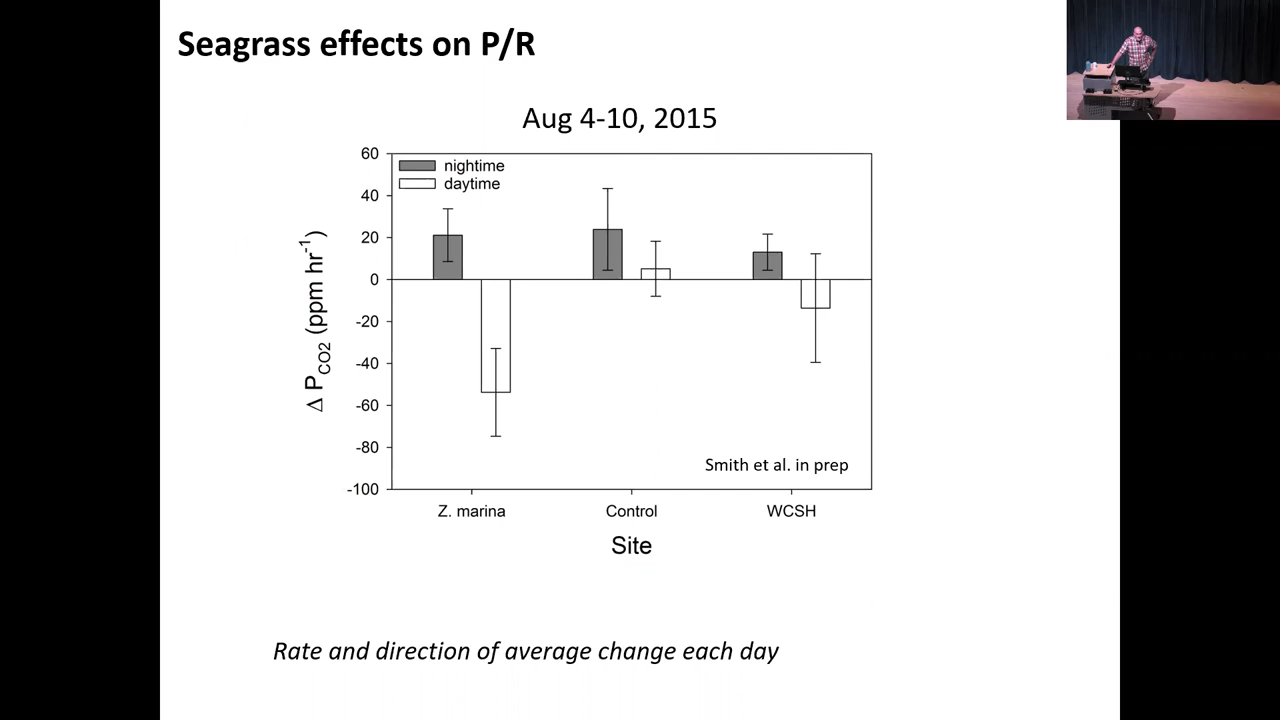 Seagrass effects on P/R
Aug 4-10, 2015
nightime
daytime
60
40
20
0
-20
-40
-60
-80
-100
Δ P_CO2 (ppm hr^-1)
Smith et al. in prep
Z. marina
Control
WCSH
Site
Rate and direction of average change each day